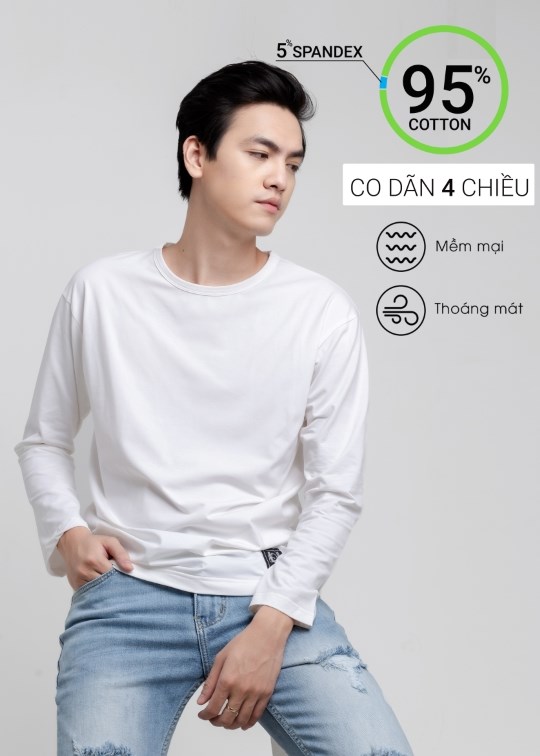 5% SPANDEX
95%
COTTON
CO DÃN 4 CHIỀU
Mềm mại
Thoáng mát